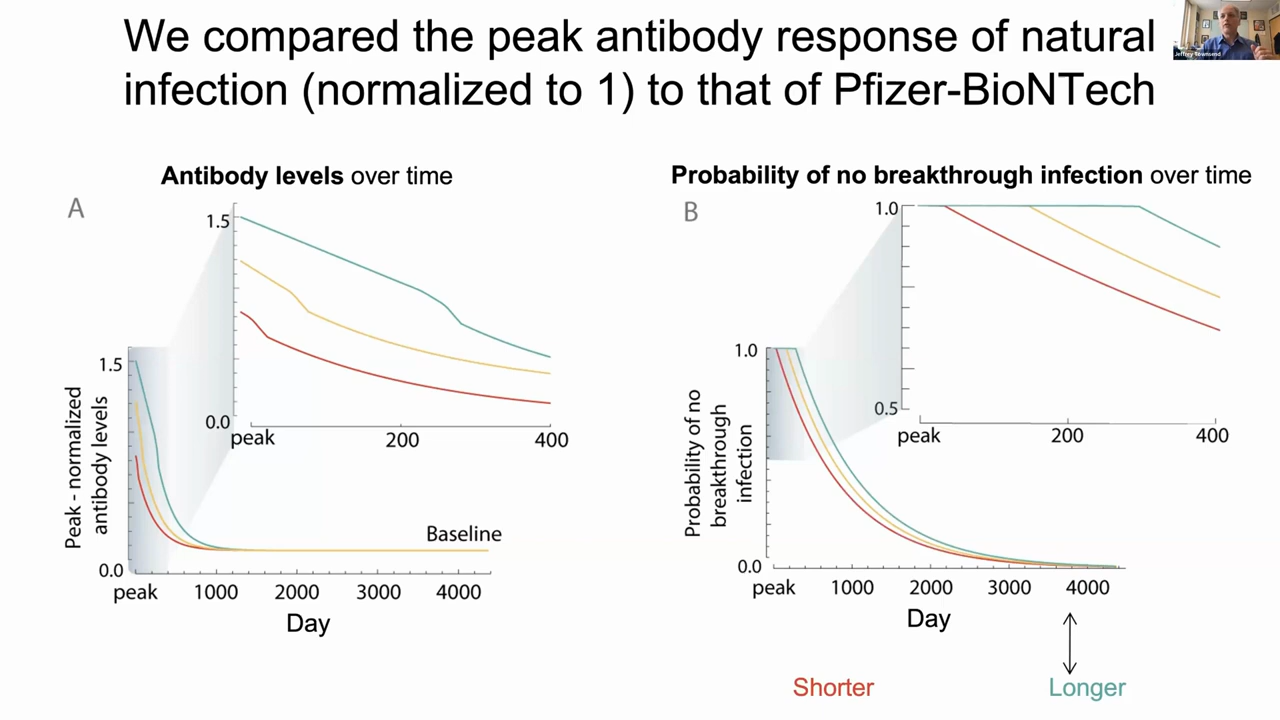 We compared the peak antibody response of natural
infection (normalized to 1) to that of Pfizer-BioNTech
Jeffrey Townsend
Antibody levels over time
A
1.5
0.0
peak
200
400
1.5
0.0
Peak - normalized
antibody levels
Baseline
peak
1000
2000
3000
4000
Day
Probability of no breakthrough infection over time
B
1.0
0.5
peak
200
400
1.0
0.0
Probability of no
breakthrough
infection
peak
1000
2000
3000
4000
Day
Shorter
Longer